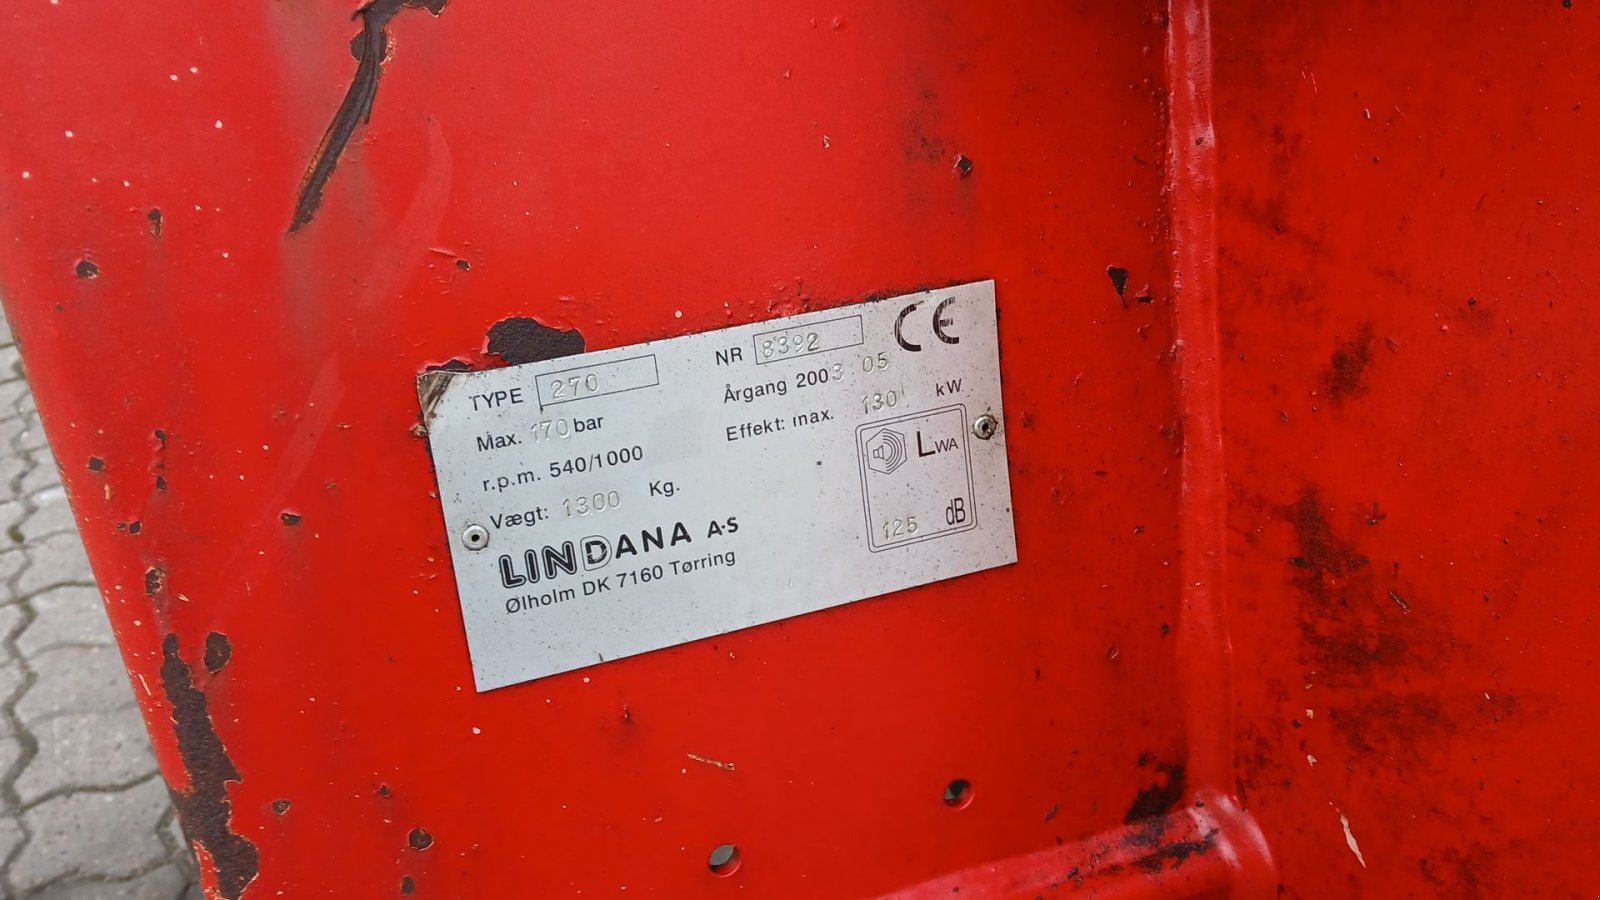 TYPE 270 NR 8392 CE
Max. 170 bar Årgang 2003 05
r.p.m. 540/1000 Effekt: max. 130 kW
Vægt: 1300 Kg. LWA
LINDANA A·S 125 dB
Ølholm DK 7160 Tørring